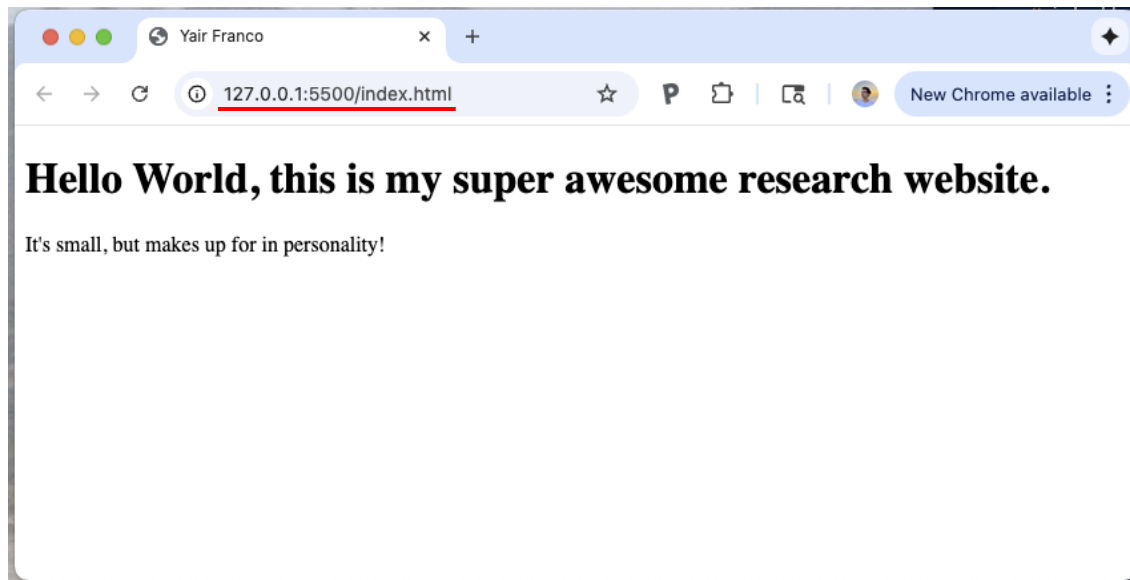 Yair Franco
127.0.0.1:5500/index.html
New Chrome available
Hello World, this is my super awesome research website.
It's small, but makes up for in personality!